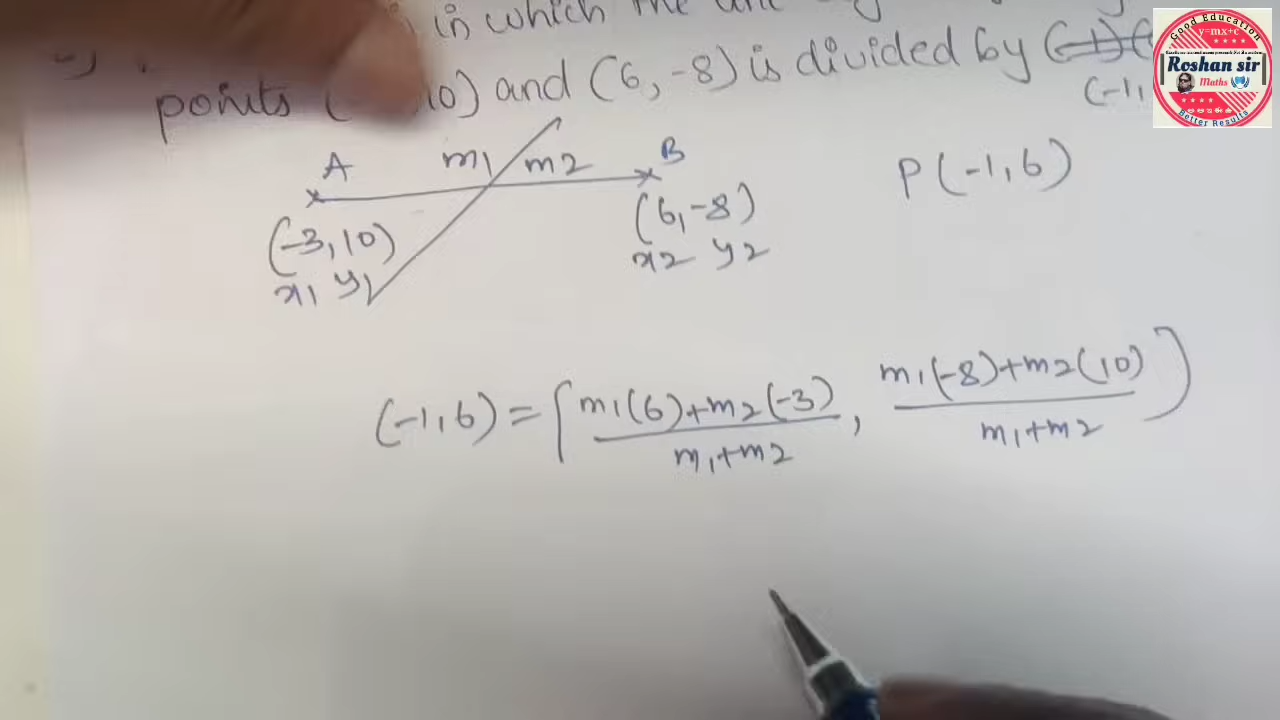 in which the
points ( 10) and (6, -8) is divided by
(-1,
A m1 m2 B
P(-1, 6)
(-3, 10) (6, -8)
x1 y1 x2 y2
(-1, 6) = [ m1(6)+m2(-3) / m1+m2 , m1(-8)+m2(10) / m1+m2 )
Good Education
y=mx+c
Roshan sir
Maths
Better Results